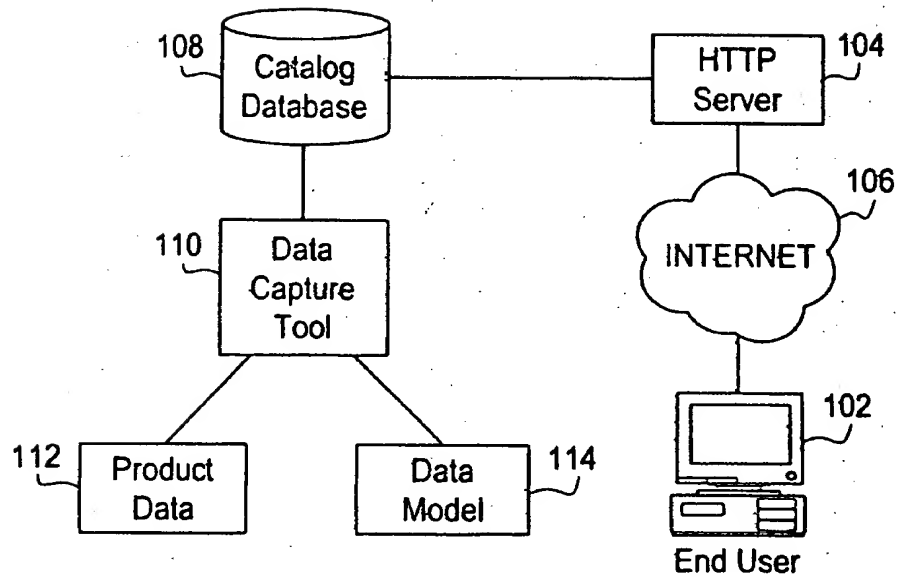 108
Catalog
Database
HTTP
Server
104
106
INTERNET
110
Data
Capture
Tool
102
112
Product
Data
Data
Model
114
End User